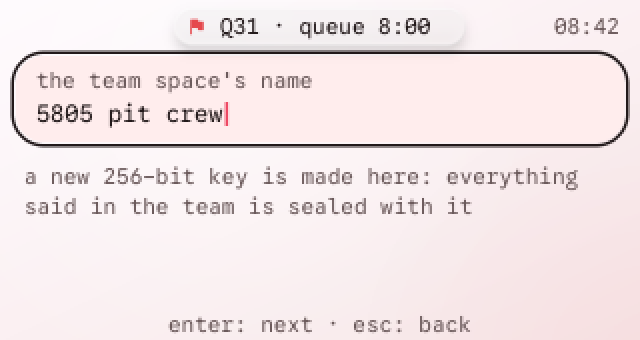 Q31 · queue 8:00
08:42
the team space's name
5805 pit crew
a new 256-bit key is made here: everything
said in the team is sealed with it
enter: next · esc: back